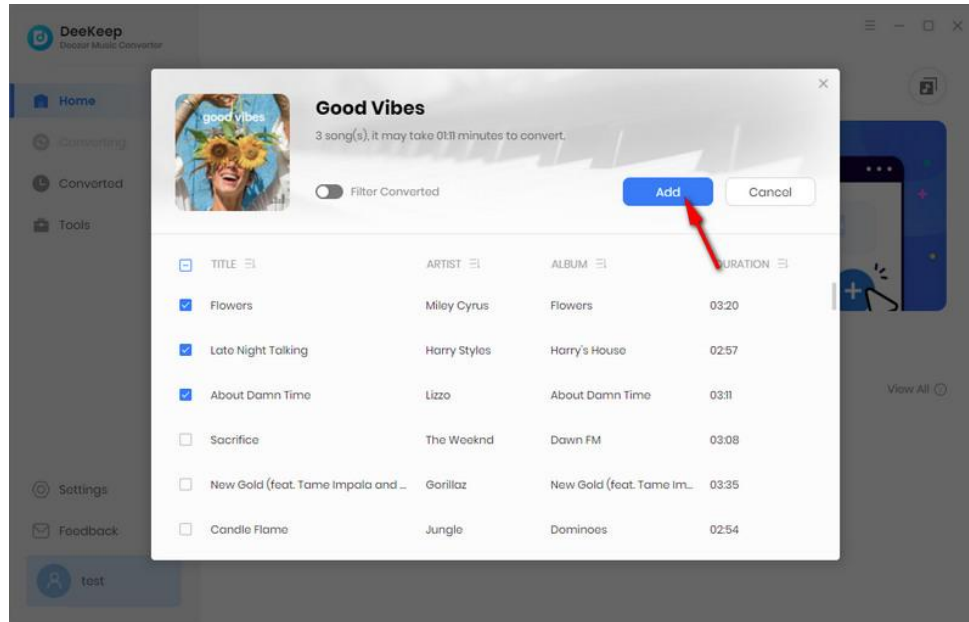 DeeKeep
Deezer Music Converter
Home
Converting
Converted
Tools
Settings
Feedback
test
good vibes
Good Vibes
3 song(s), it may take 01:11 minutes to convert.
Filter Converted
Add
Cancel
TITLE ARTIST ALBUM DURATION
Flowers Miley Cyrus Flowers 03:20
Late Night Talking Harry Styles Harry's House 02:57
About Damn Time Lizzo About Damn Time 03:11
Sacrifice The Weeknd Dawn FM 03:08
New Gold (feat. Tame Impala and ... Gorillaz New Gold (feat. Tame Im... 03:35
Candle Flame Jungle Dominoes 02:54
View All